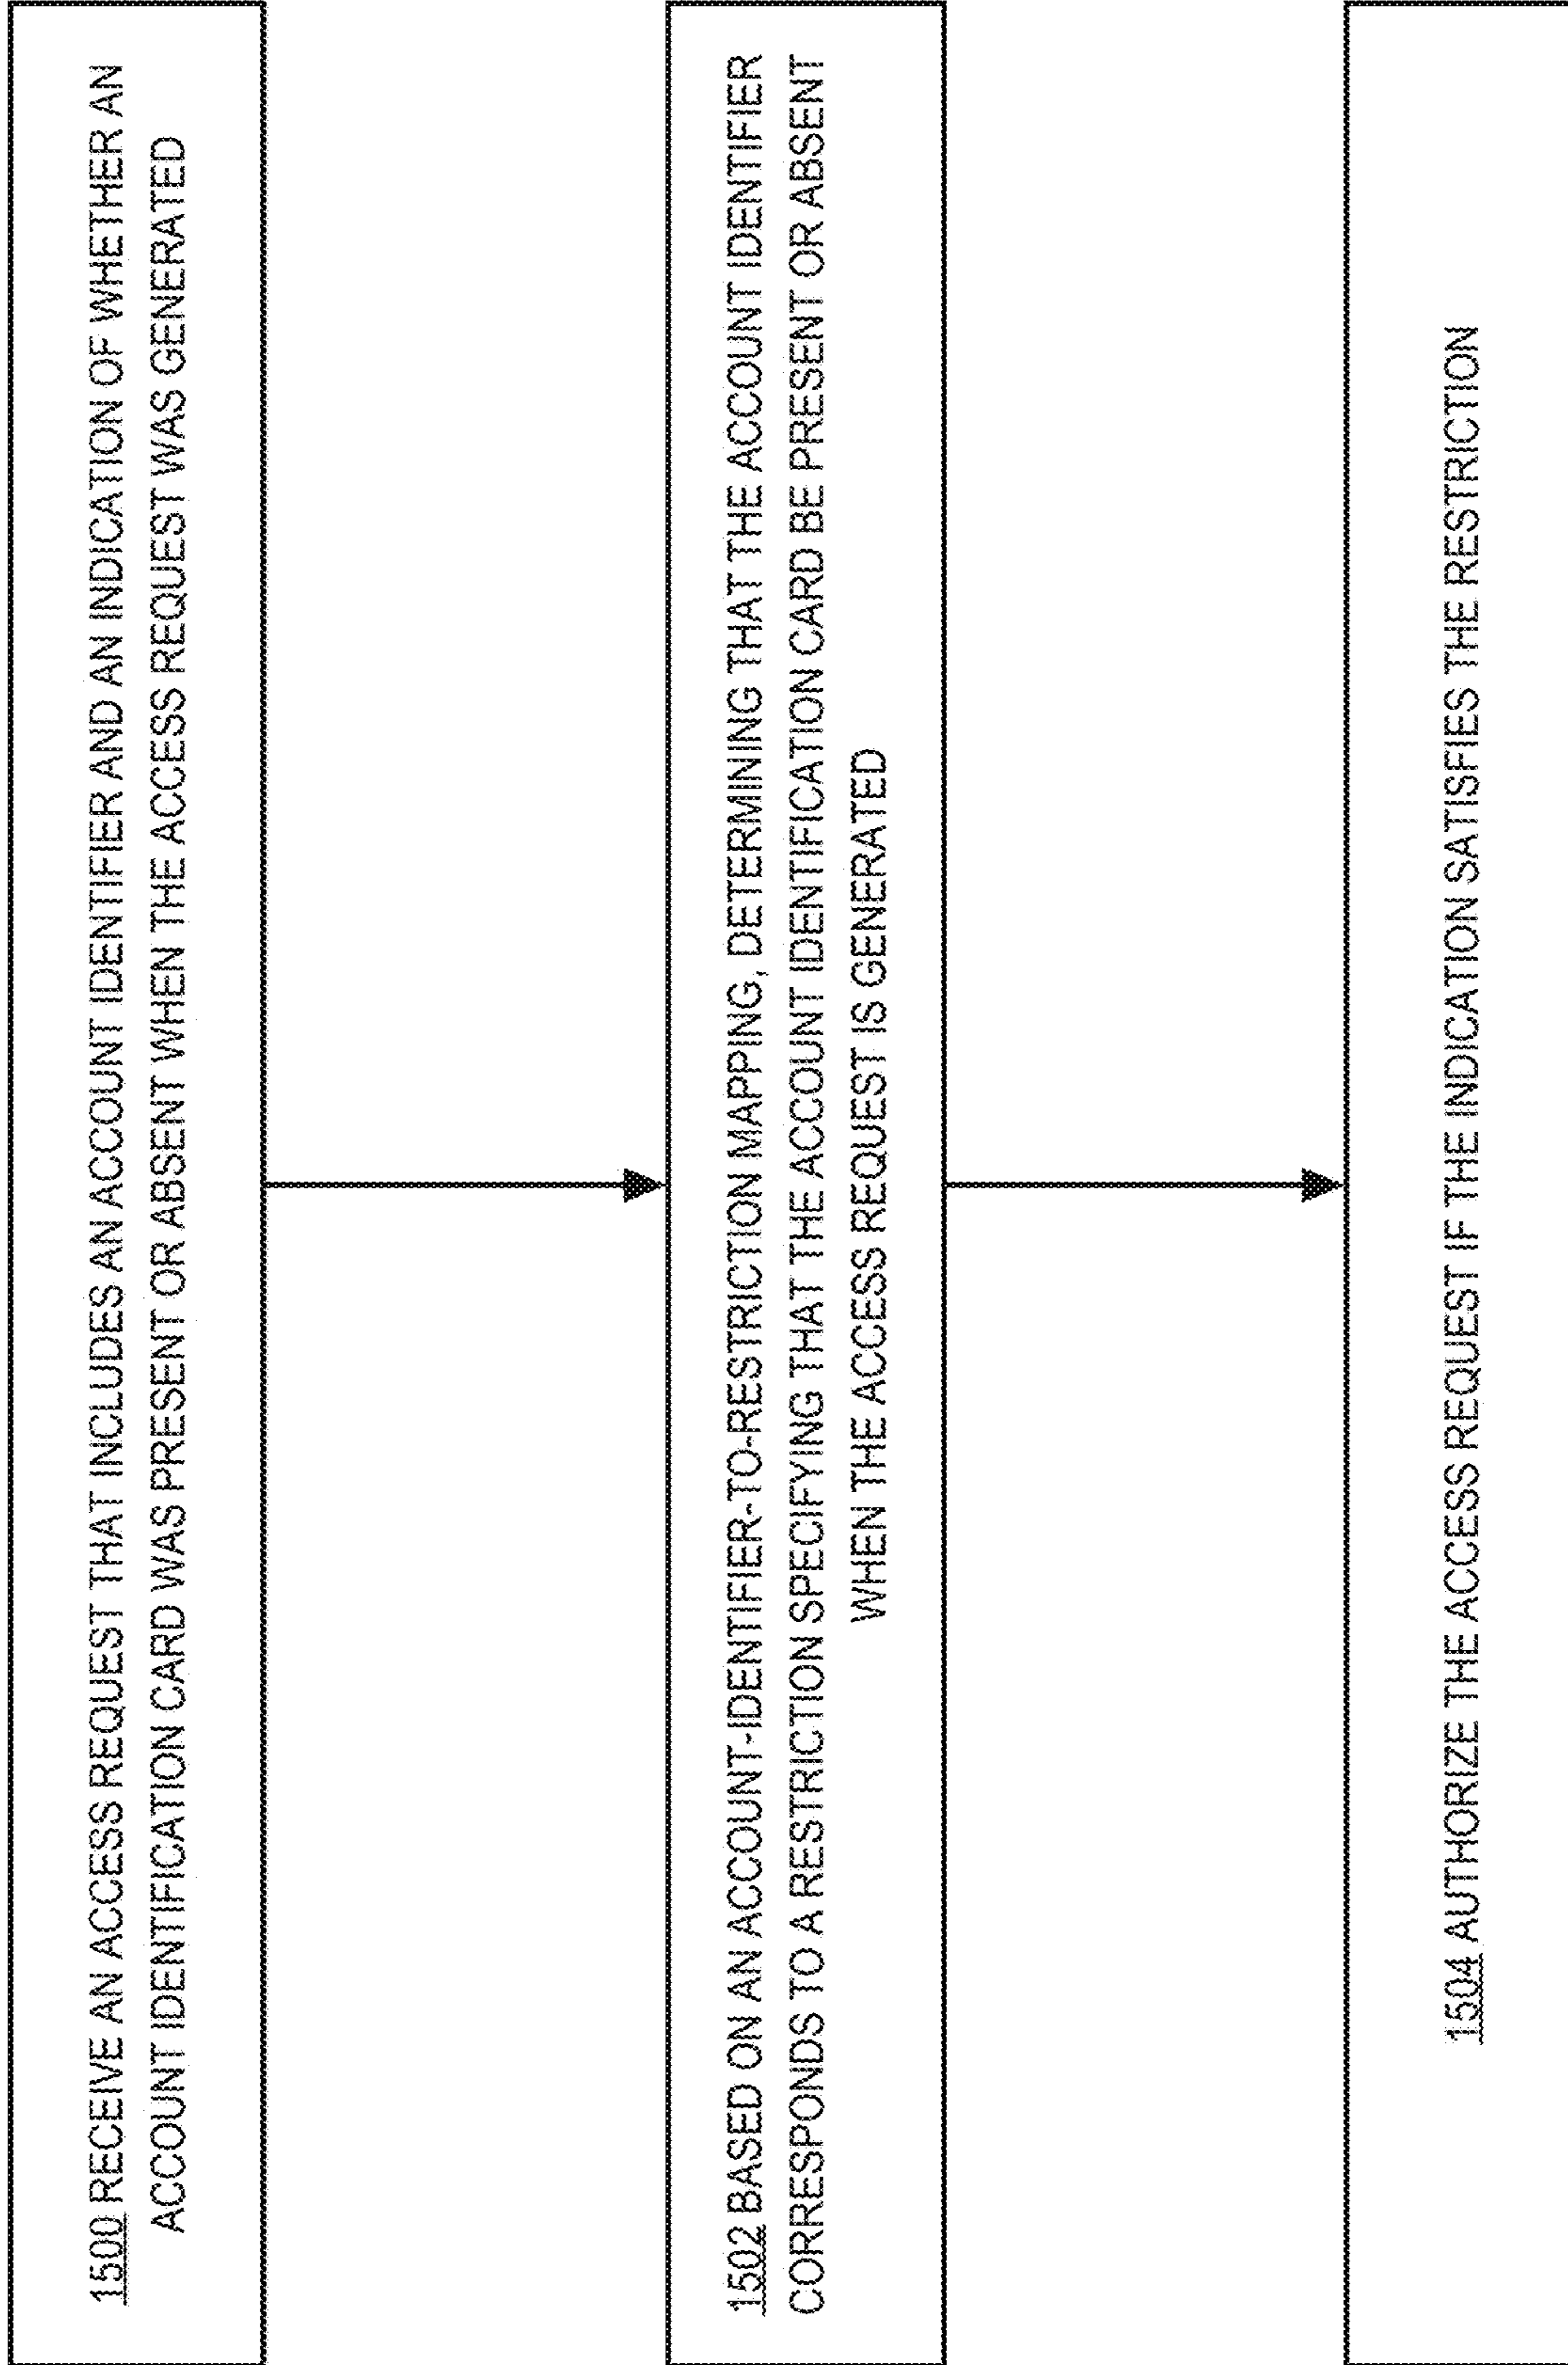 1500 RECEIVE AN ACCESS REQUEST THAT INCLUDES AN ACCOUNT IDENTIFIER AND AN INDICATION OF WHETHER AN
ACCOUNT IDENTIFICATION CARD WAS PRESENT OR ABSENT WHEN THE ACCESS REQUEST WAS GENERATED
1502 BASED ON AN ACCOUNT-IDENTIFIER-TO-RESTRICTION MAPPING, DETERMINING THAT THE ACCOUNT IDENTIFIER
CORRESPONDS TO A RESTRICTION SPECIFYING THAT THE ACCOUNT IDENTIFICATION CARD BE PRESENT OR ABSENT
WHEN THE ACCESS REQUEST IS GENERATED
1504 AUTHORIZE THE ACCESS REQUEST IF THE INDICATION SATISFIES THE RESTRICTION